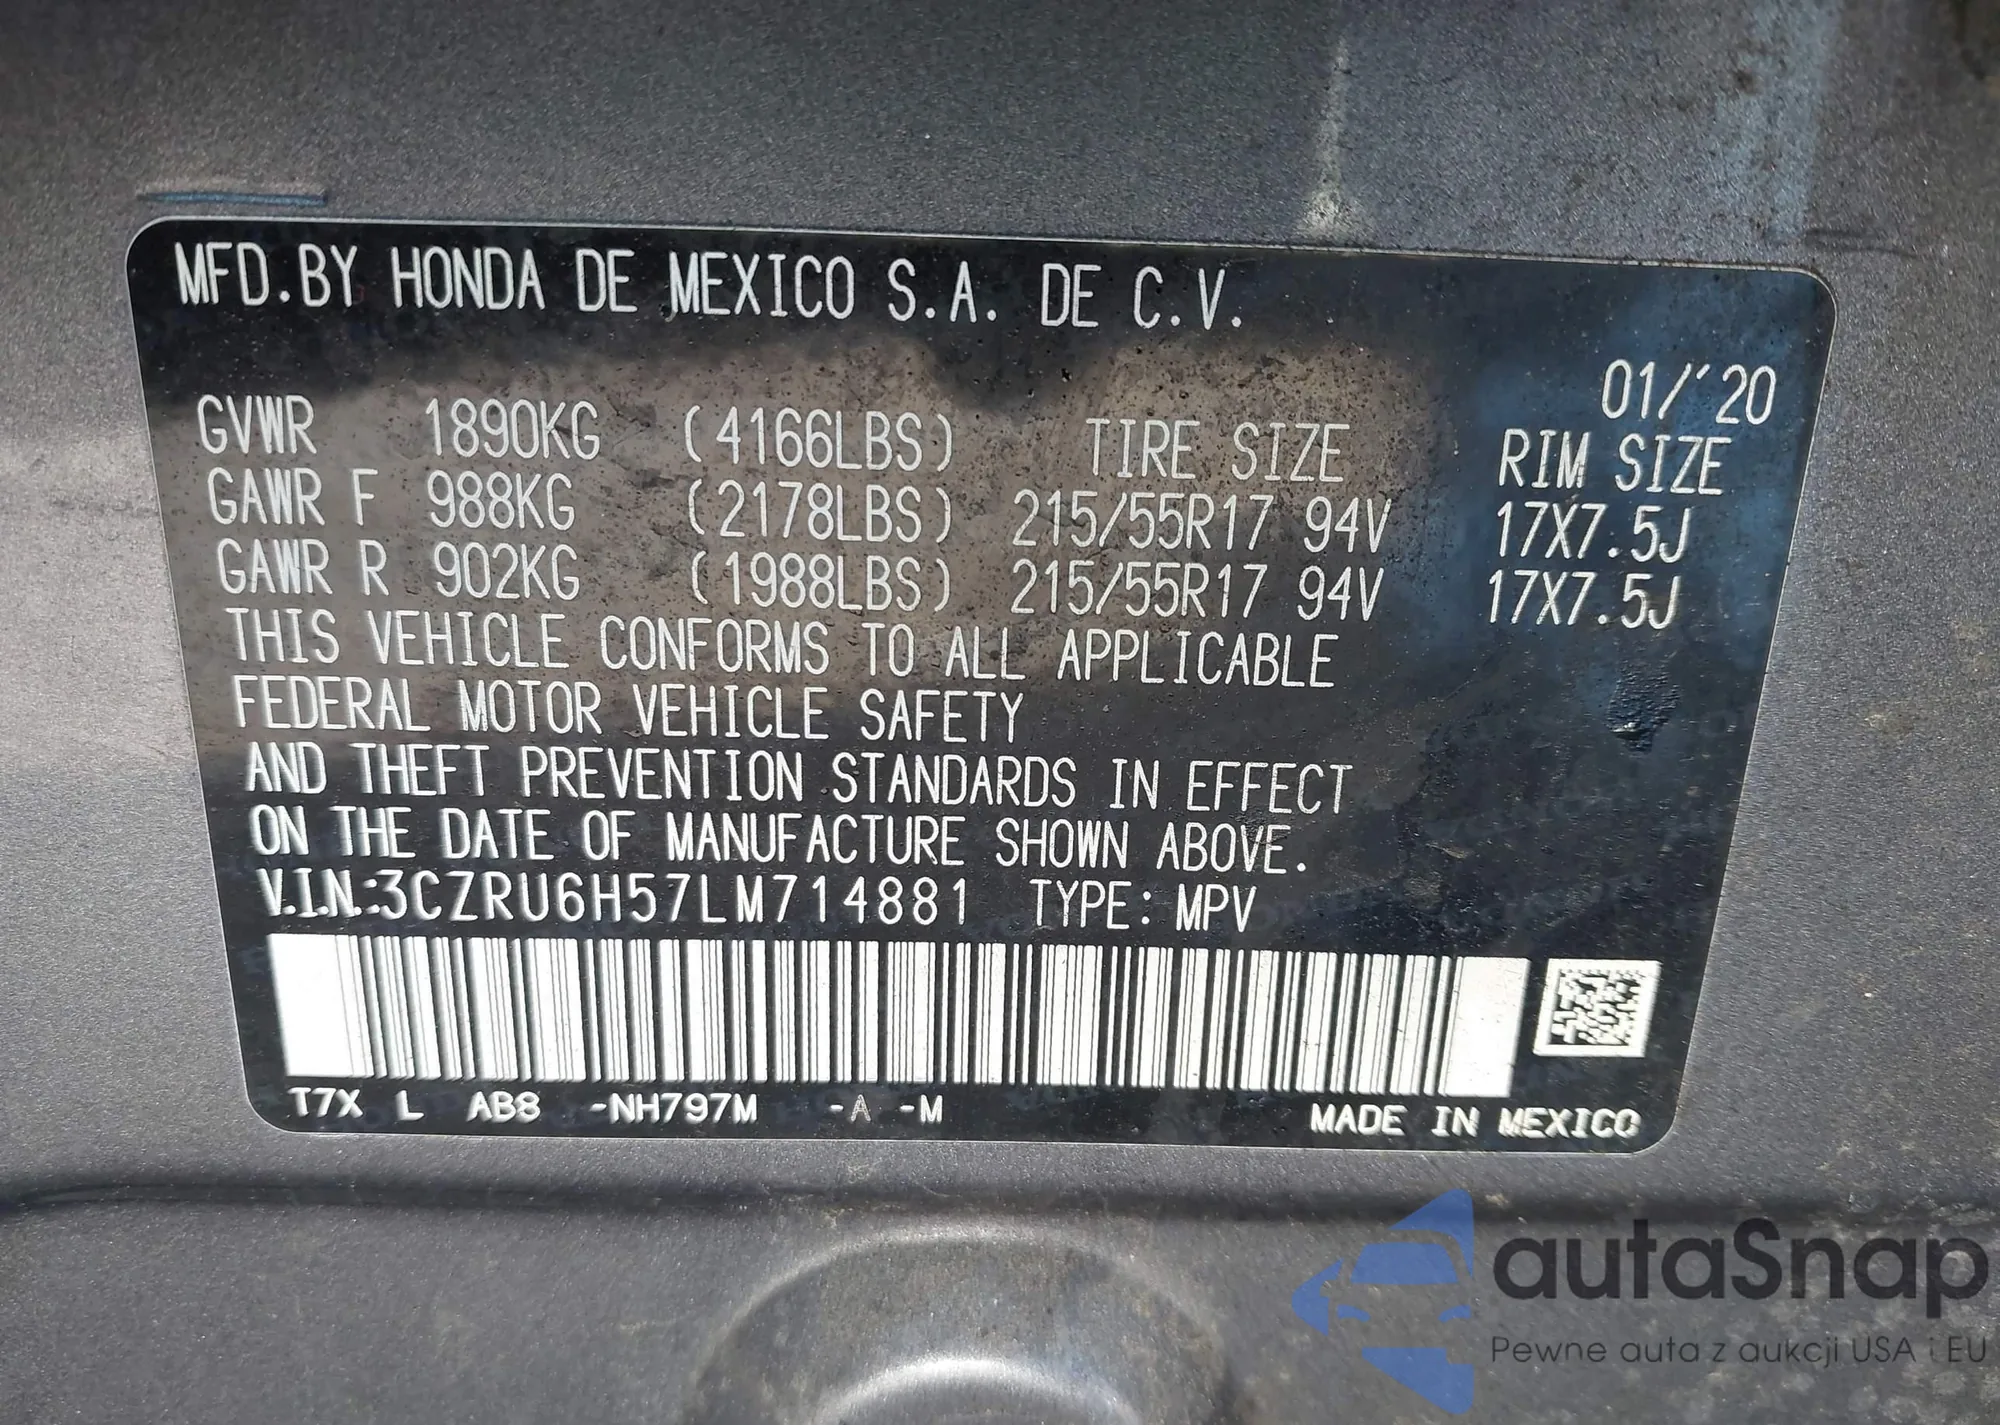 MFD.BY HONDA DE MEXICO S.A. DE C.V.
01/'20
GVWR 1890KG (4166LBS) TIRE SIZE RIM SIZE
GAWR F 988KG (2178LBS) 215/55R17 94V 17X7.5J
GAWR R 902KG (1988LBS) 215/55R17 94V 17X7.5J
THIS VEHICLE CONFORMS TO ALL APPLICABLE
FEDERAL MOTOR VEHICLE SAFETY
AND THEFT PREVENTION STANDARDS IN EFFECT
ON THE DATE OF MANUFACTURE SHOWN ABOVE.
V.I.N.:3CZRU6H57LM714881 TYPE: MPV
T7X L AB8 -NH797M -A -M MADE IN MEXICO
autaSnap
Pewne auta z aukcji USA i EU